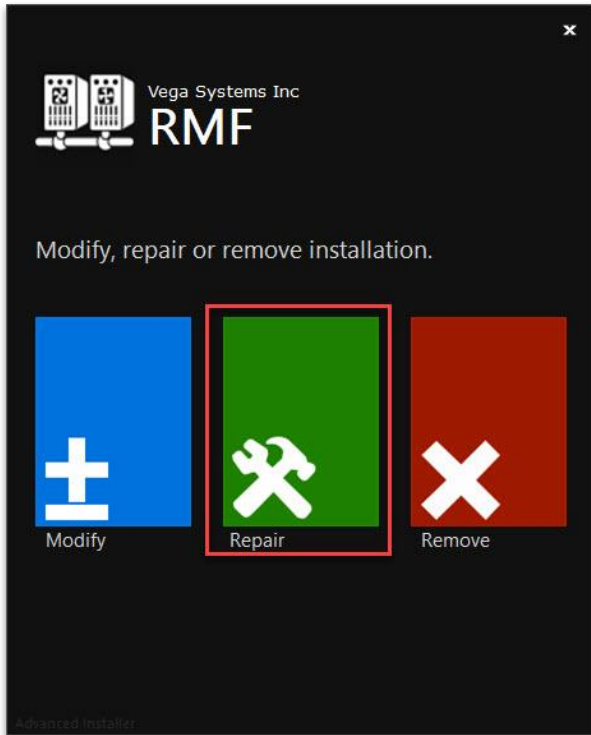 Vega Systems Inc
RMF
Modify, repair or remove installation.
Modify
Repair
Remove
Advanced Installer